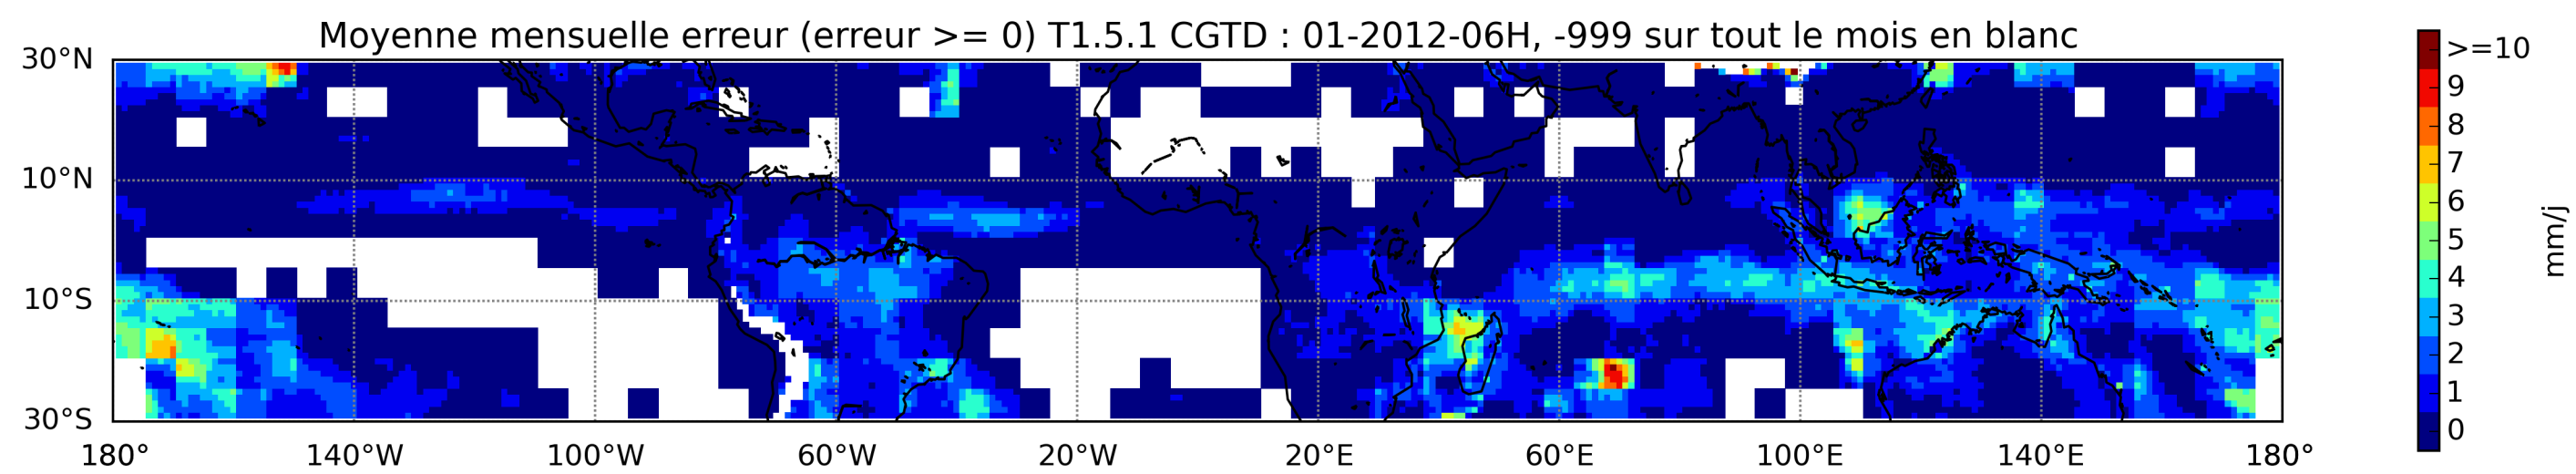 Moyenne mensuelle erreur (erreur >= 0) T1.5.1 CGTD : 01-2012-06H, -999 sur tout le mois en blanc
30°N
10°N
10°S
30°S
180°
140°W
100°W
60°W
20°W
20°E
60°E
100°E
140°E
180°
>=10
9
8
7
6
5
4
3
2
1
0
mm/j